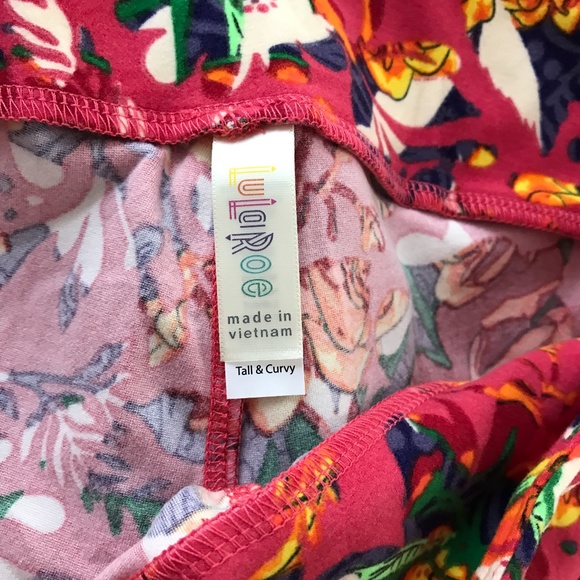 LuLaRoe
made in
vietnam
Tall & Curvy